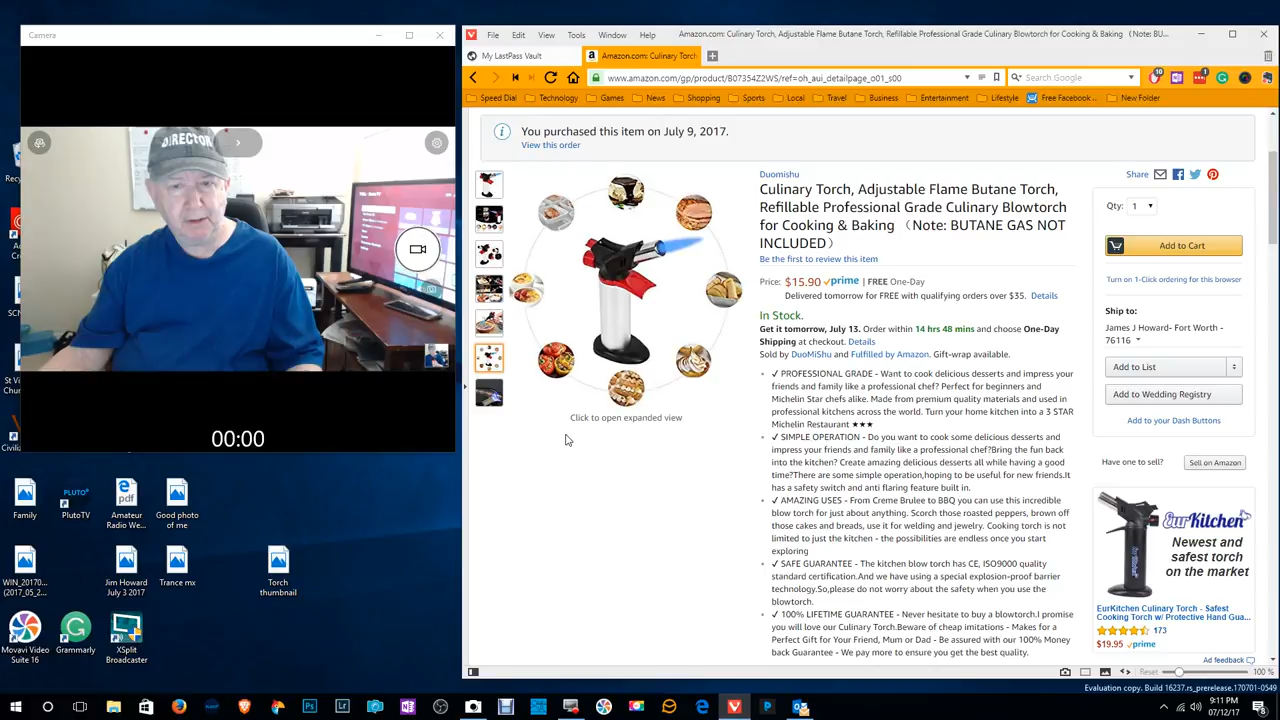 Camera
DIRECTOR
00:00
Family
PlutoTV
Amateur
Radio We...
Good photo
of me
WIN_20170...
(2017_05_2...
Jim Howard
July 3 2017
Trance mx
Torch
thumbnail
Movavi Video
Suite 16
Grammarly
XSplit
Broadcaster
File Edit View Tools Window Help
Amazon.com: Culinary Torch, Adjustable Flame Butane Torch, Refillable Professional Grade Culinary Blowtorch for Cooking & Baking （Note: BU...
My LastPass Vault
Amazon.com: Culinary Torch
www.amazon.com/gp/product/B07354Z2WS/ref=oh_aui_detailpage_o01_s00
Search Google
Speed Dial Technology Games News Shopping Sports Local Travel Business Entertainment Lifestyle Free Facebook ... New Folder
You purchased this item on July 9, 2017.
View this order
Click to open expanded view
Duomishu
Culinary Torch, Adjustable Flame Butane Torch,
Refillable Professional Grade Culinary Blowtorch
for Cooking & Baking （Note: BUTANE GAS NOT
INCLUDED）
Be the first to review this item
Price: $15.90 prime | FREE One-Day
Delivered tomorrow for FREE with qualifying orders over $35. Details
In Stock.
Get it tomorrow, July 13. Order within 14 hrs 48 mins and choose One-Day
Shipping at checkout. Details
Sold by DuoMiShu and Fulfilled by Amazon. Gift-wrap available.
✓ PROFESSIONAL GRADE - Want to cook delicious desserts and impress your
friends and family like a professional chef? Perfect for beginners and
Michelin Star chefs alike. Made from premium quality materials and used in
professional kitchens across the world. Turn your home kitchen into a 3 STAR
Michelin Restaurant ★★★
✓ SIMPLE OPERATION - Do you want to cook some delicious desserts and
impress your friends and family like a professional chef?Bring the fun back
into the kitchen? Create amazing delicious desserts all while having a good
time?There are some simple operation,hoping to be useful for new friends.It
has a safety switch and anti flaring feature built in.
✓ AMAZING USES - From Creme Brulee to BBQ you can use this incredible
blow torch for just about anything. Scorch those roasted peppers, brown off
those cakes and breads, use it for welding and jewelry. Cooking torch is not
limited to just the kitchen - the possibilities are endless once you start
exploring
✓ SAFE GUARANTEE - The kitchen blow torch has CE, ISO9000 quality
standard certification.And we have using a special explosion-proof barrier
technology.So,please do not worry about the safety when you use the
blowtorch.
✓ 100% LIFETIME GUARANTEE - Never hesitate to buy a blowtorch.I promise
you will love our Culinary Torch.Beware of cheap imitations - Makes for a
Perfect Gift for Your Friend, Mum or Dad - Be assured with our 100% Money
back Guarantee - We pay more to ensure you get the best quality.
Share
Qty: 1
Add to Cart
Turn on 1-Click ordering for this browser
Ship to:
James J Howard- Fort Worth -
76116
Add to List
Add to Wedding Registry
Add to your Dash Buttons
Have one to sell? Sell on Amazon
EurKitchen
Newest and
safest torch
on the market
EurKitchen Culinary Torch - Safest
Cooking Torch w/ Protective Hand Gua...
173
$19.95 prime
Ad feedback
Reset 100 %
Evaluation copy. Build 16237.rs_prerelease.170701-0549
9:11 PM
07/12/17